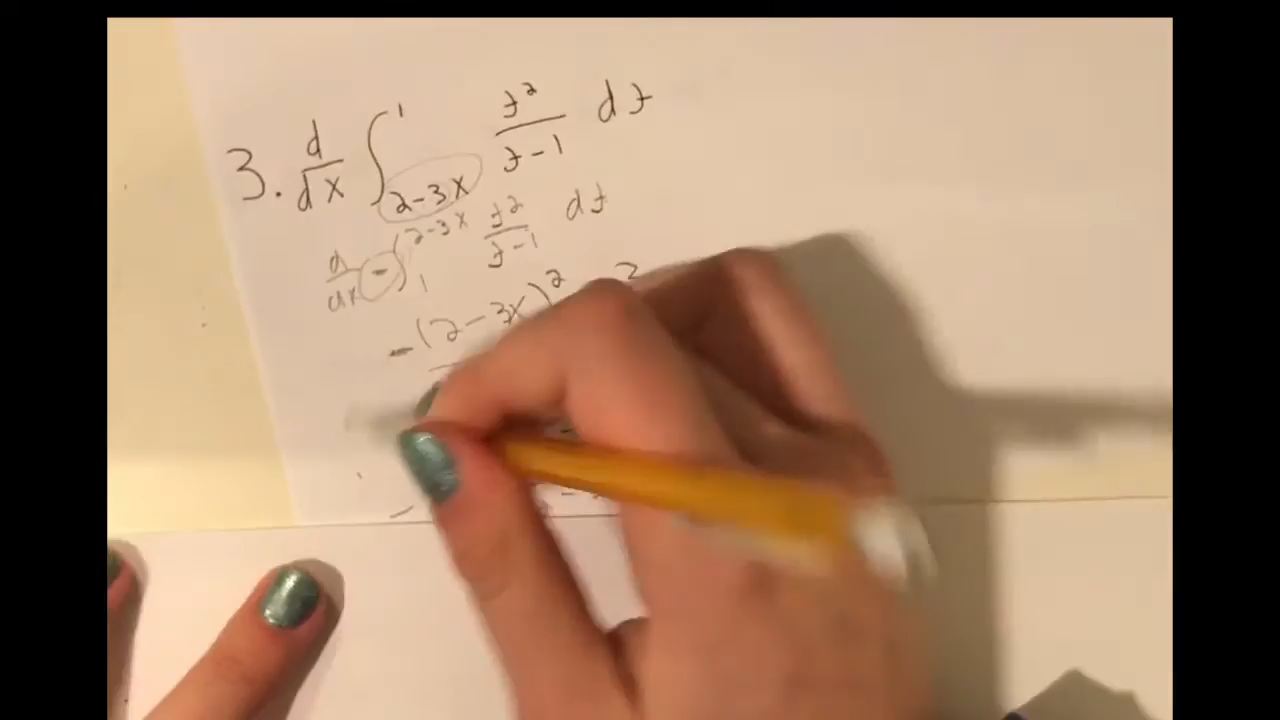 3. d/dx ∫_{2-3x}^{1} t²/(t-1) dt
d/dx - ∫_{1}^{2-3x} t²/(t-1) dt
-(2-3x)²